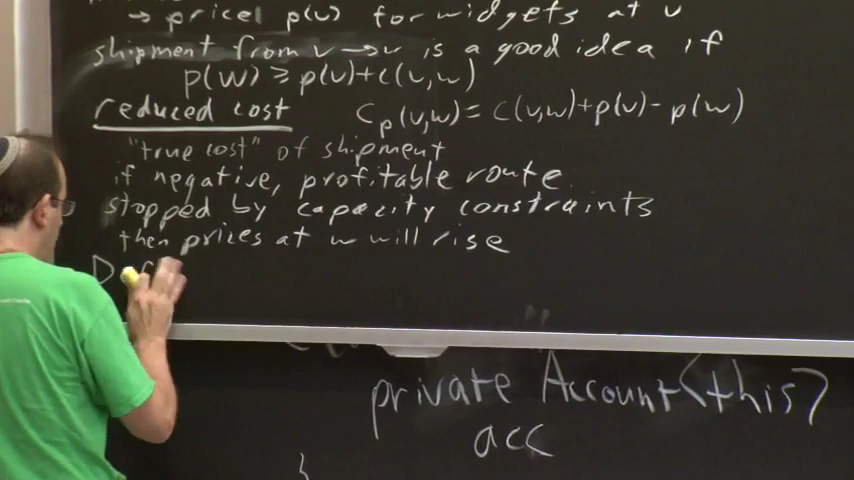 → prices p(v) for widgets at v
shipment from v → w is a good idea if
p(w) ≥ p(v) + c(v,w)
reduced cost Cp(v,w) = c(v,w) + p(v) - p(w)
"true cost" of shipment
if negative, profitable route
stopped by capacity constraints
then prices at w will rise
private Account<this>
acc
}